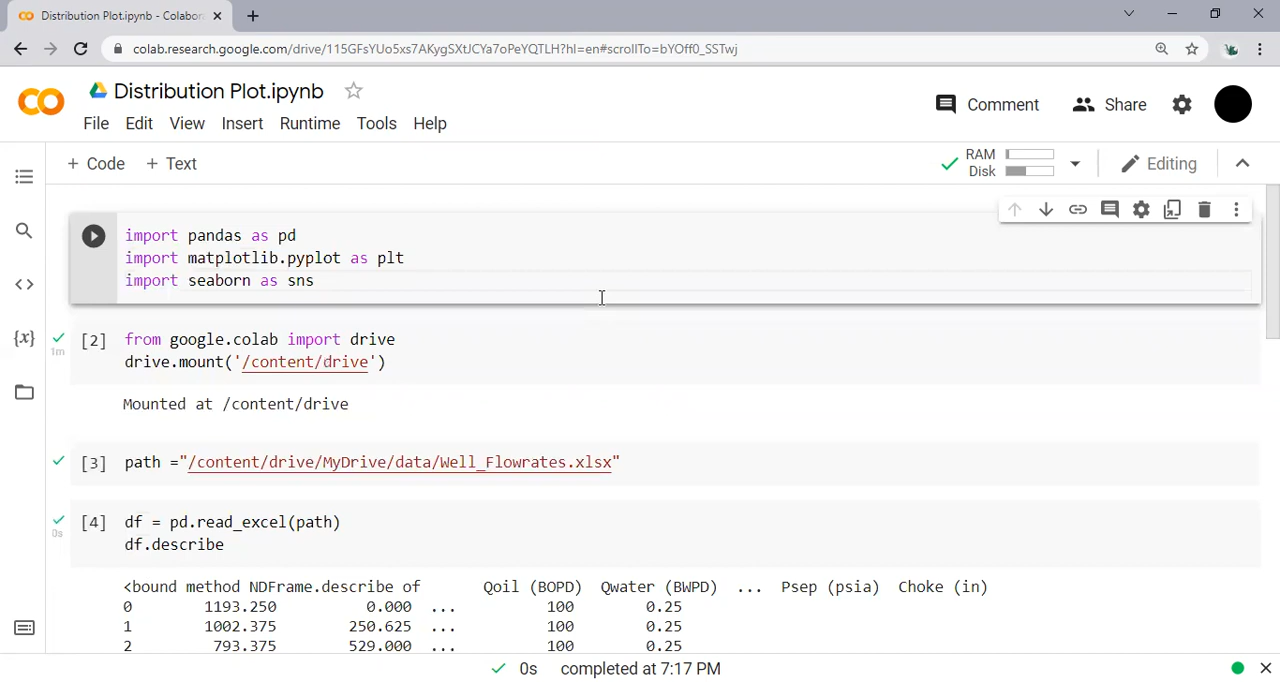 Distribution Plot.ipynb - Colabor
colab.research.google.com/drive/115GFsYUo5xs7AKygSXtJCYa7oPeYQTLH?hl=en#scrollTo=bYOff0_SSTwj
Distribution Plot.ipynb
Comment
Share
File Edit View Insert Runtime Tools Help
+ Code + Text
RAM
Disk
Editing
import pandas as pd
import matplotlib.pyplot as plt
import seaborn as sns
[2] from google.colab import drive
1m
drive.mount('/content/drive')
Mounted at /content/drive
[3] path ="/content/drive/MyDrive/data/Well_Flowrates.xlsx"
[4] df = pd.read_excel(path)
0s
df.describe
<bound method NDFrame.describe of Qoil (BOPD) Qwater (BWPD) ... Psep (psia) Choke (in)
0 1193.250 0.000 ... 100 0.25
1 1002.375 250.625 ... 100 0.25
2 793.375 529.000 ... 100 0.25
0s completed at 7:17 PM